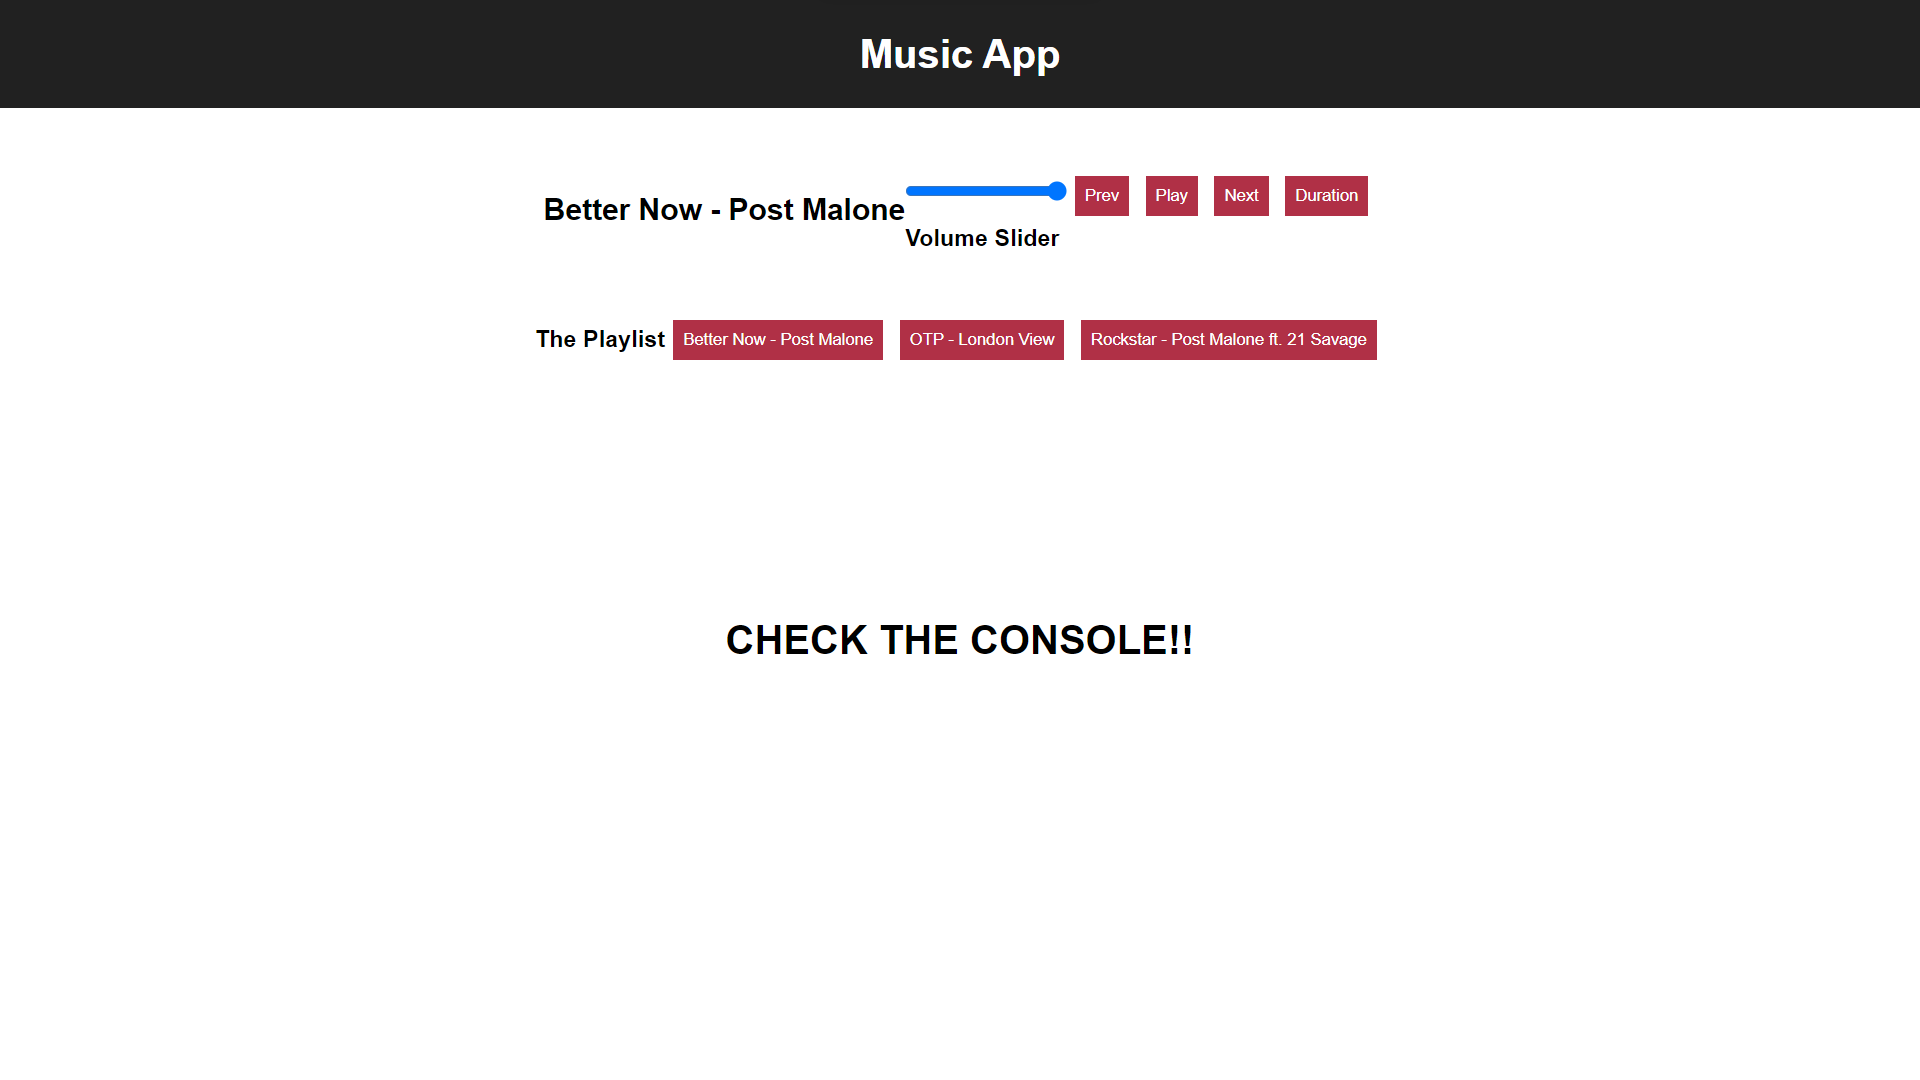 Music App
Better Now - Post Malone
Prev Play Next Duration
Volume Slider
The Playlist Better Now - Post Malone OTP - London View Rockstar - Post Malone ft. 21 Savage
CHECK THE CONSOLE!!